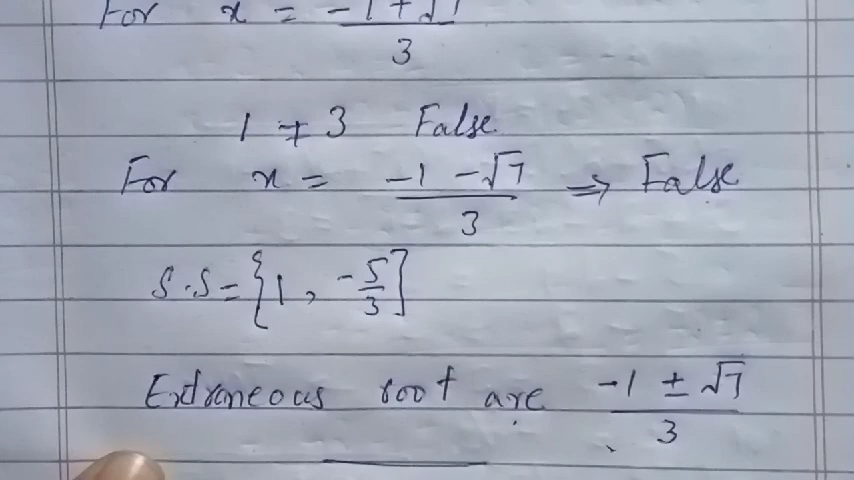 For x = -1+√7/3
1 ≠ 3 False
For x = -1-√7/3 ⇒ False
S.S = {1, -5/3]
Extraneous root are -1 ± √7/3